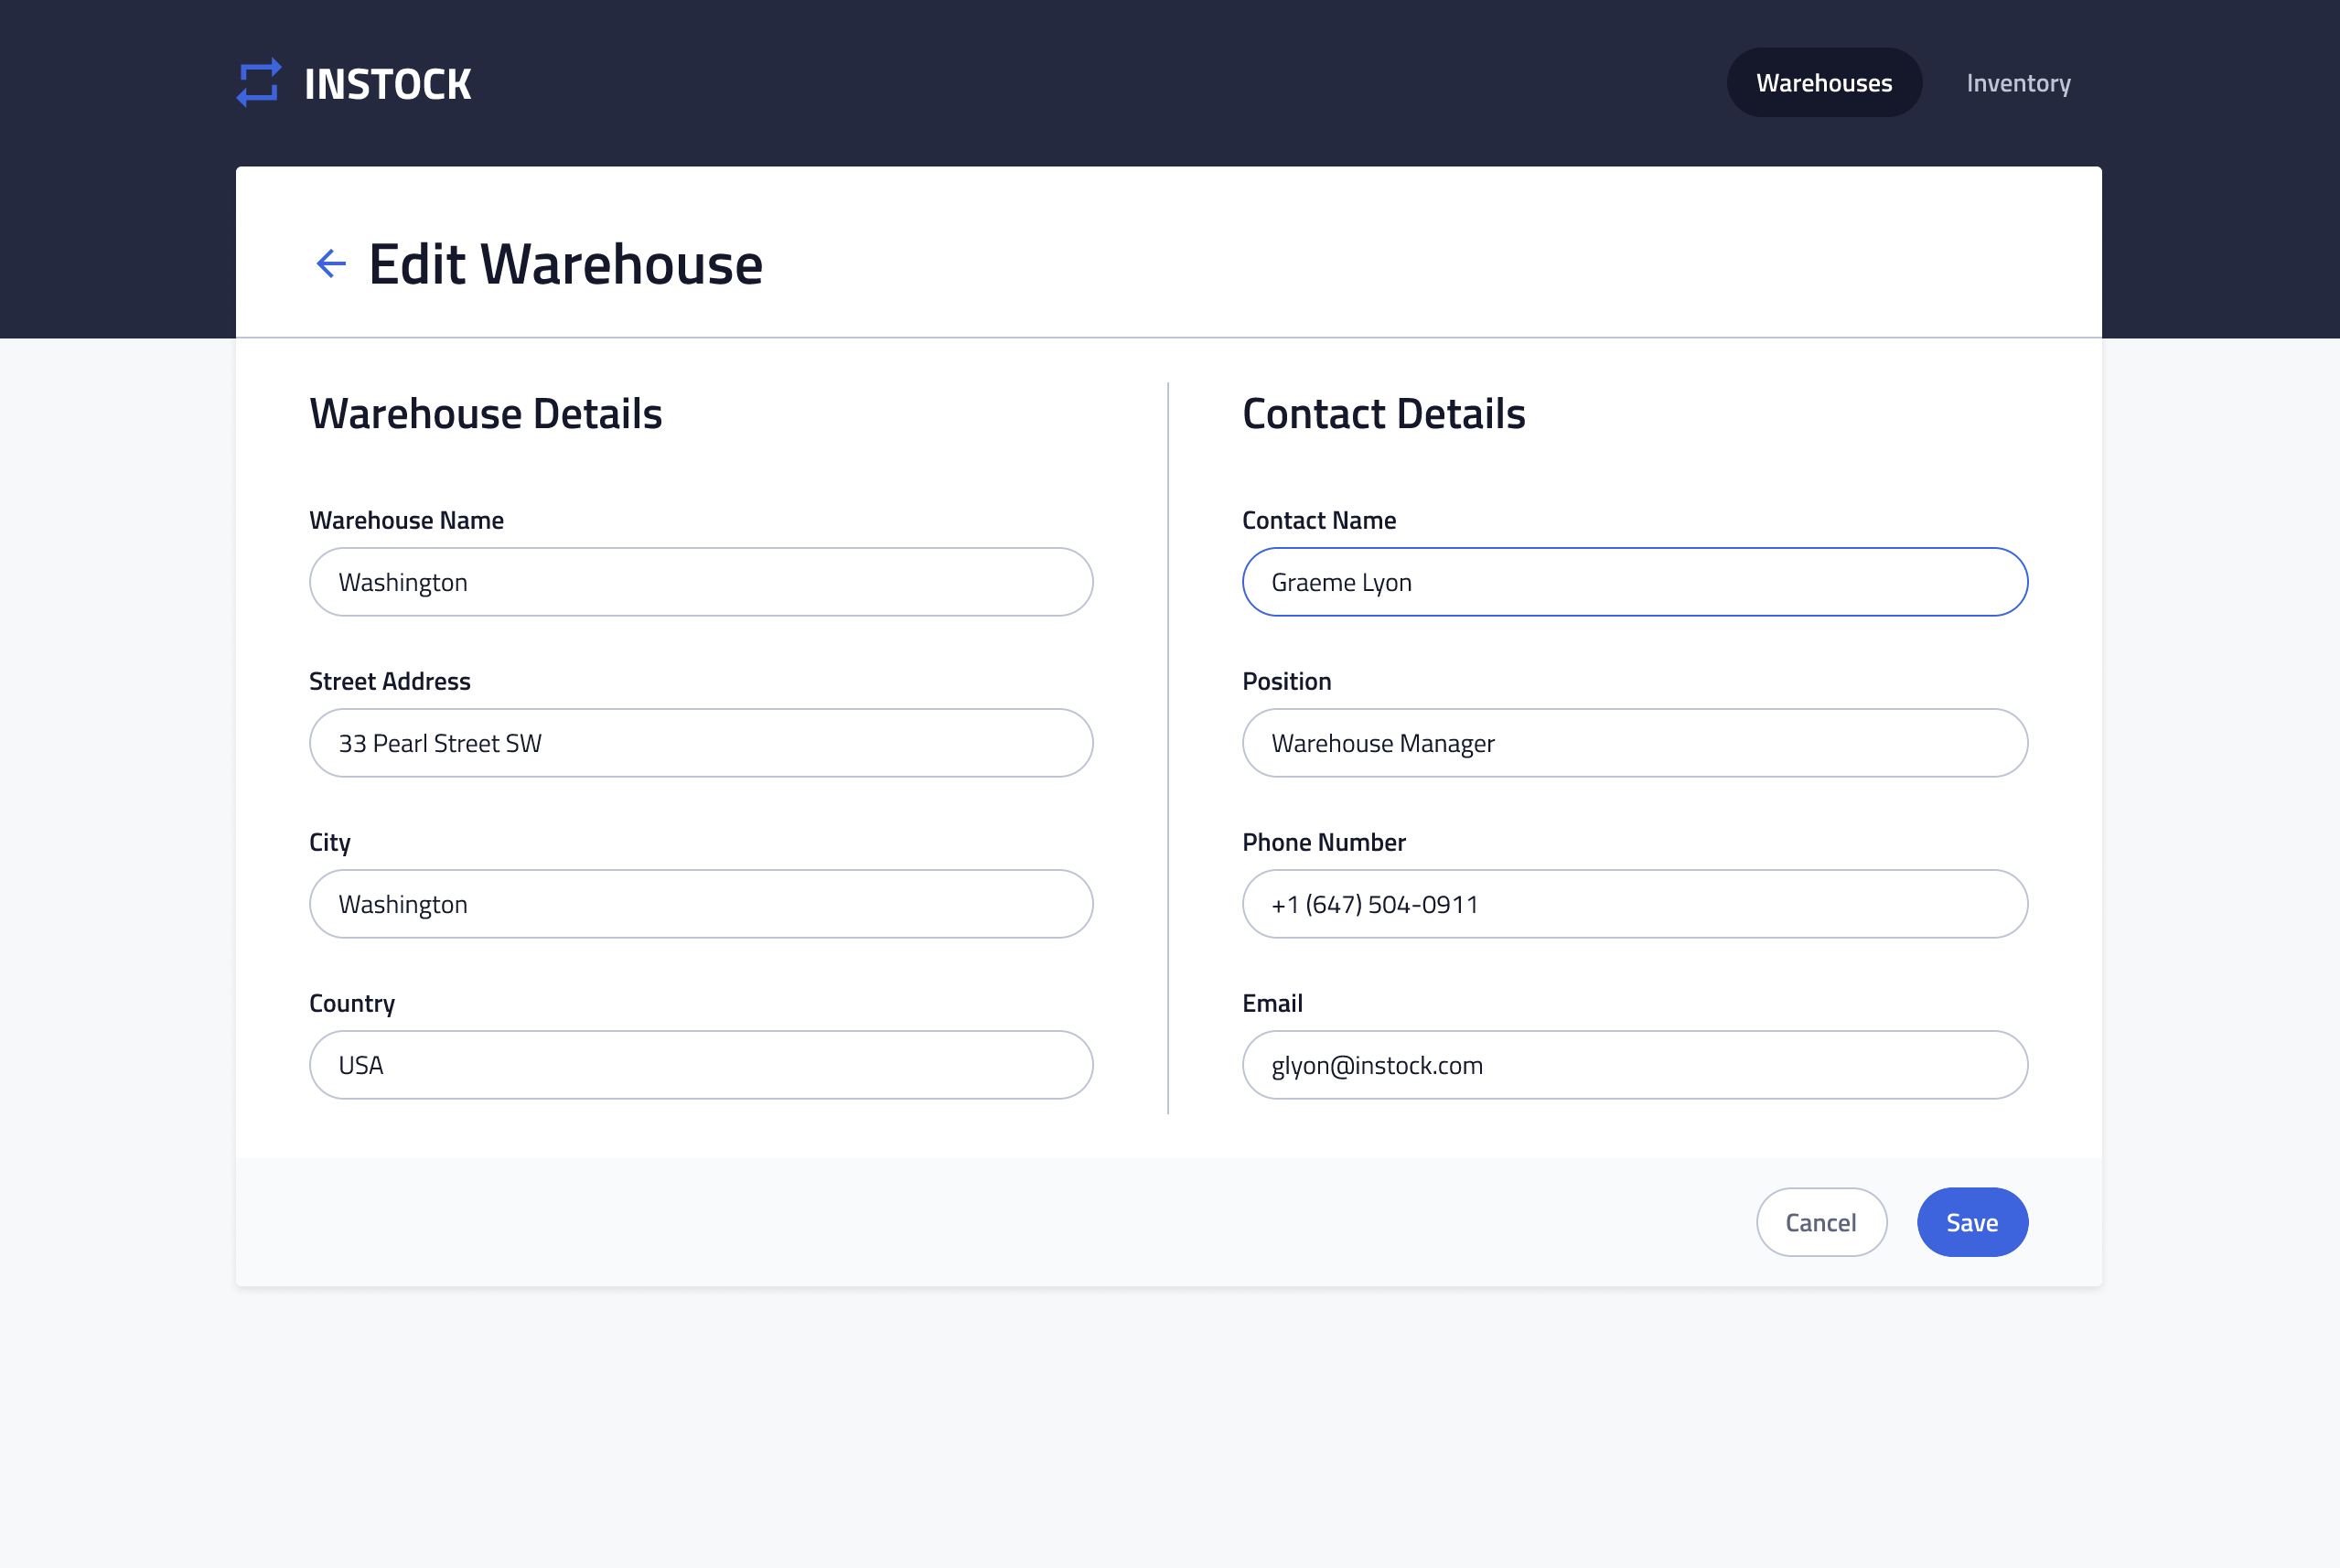 INSTOCK
Warehouses
Inventory
Edit Warehouse
Warehouse Details
Warehouse Name
Washington
Street Address
33 Pearl Street SW
City
Washington
Country
USA
Contact Details
Contact Name
Graeme Lyon
Position
Warehouse Manager
Phone Number
+1 (647) 504-0911
Email
glyon@instock.com
Cancel
Save